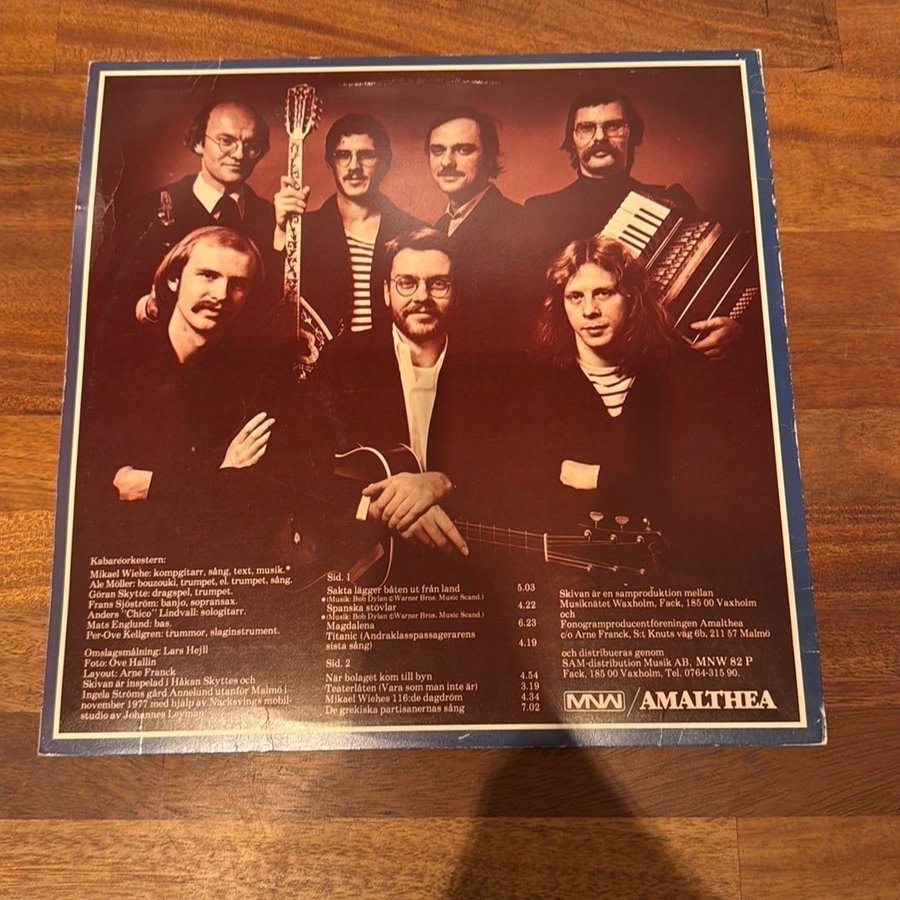 Kabaréorkestern:
Mikael Wiehe: kompgitarr, sång, text, musik.*
Ale Möller: bouzouki, trumpet, el. trumpet, sång.
Göran Skytte: dragspel, trumpet.
Frans Sjöström: banjo, sopransax.
Anders "Chico" Lindvall: sologitarr.
Mats Englund: bas.
Per-Ove Kellgren: trummor, slaginstrument.
Omslagsmålning: Lars Hejll
Foto: Ove Hallin
Layout: Arne Franck
Skivan är inspelad i Håkan Skyttes och
Ingela Ströms gård Annelund utanför Malmö i
november 1977 med hjälp av Nacksvings mobil-
studio av Johannes Leyman
Sid. 1
Sakta lägger båten ut från land 5.03
*(Musik: Bob Dylan © Warner Bros. Music Scand.)
Spanska stövlar 4.22
*(Musik: Bob Dylan © Warner Bros. Music Scand.)
Magdalena 6.23
Titanic (Andraklasspassagerarens
sista sång) 4.19
Sid. 2
När bolaget kom till byn 4.54
Teaterlåten (Vara som man inte är) 3.19
Mikael Wiehes 116:de dagdröm 4.34
De grekiska partisanernas sång 7.02
Skivan är en samproduktion mellan
Musiknätet Waxholm, Fack, 185 00 Vaxholm
och
Fonogramproducentföreningen Amalthea
c/o Arne Franck, S:t Knuts väg 6b, 211 57 Malmö
och distribueras genom
SAM-distribution Musik AB, MNW 82 P
Fack, 185 00 Vaxholm, Tel. 0764-315 90.
MNW / AMALTHEA